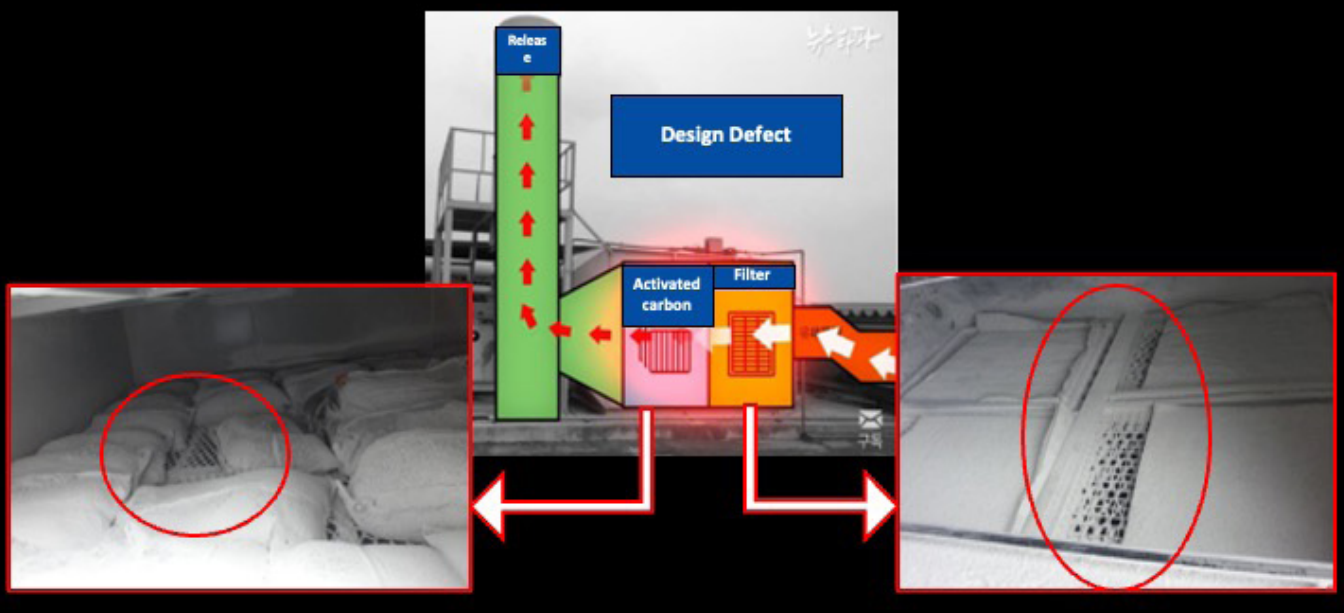 뉴스타파
Releas
e
Design Defect
Activated
carbon
Filter
구독